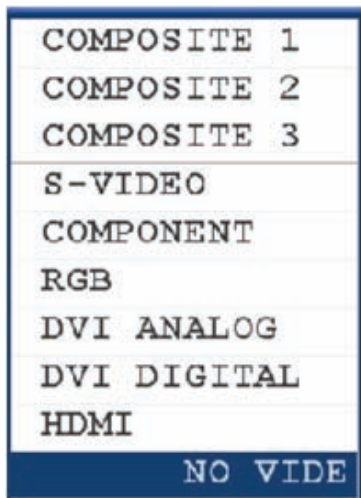 COMPOSITE 1
COMPOSITE 2
COMPOSITE 3
S-VIDEO
COMPONENT
RGB
DVI ANALOG
DVI DIGITAL
HDMI
NO VIDE